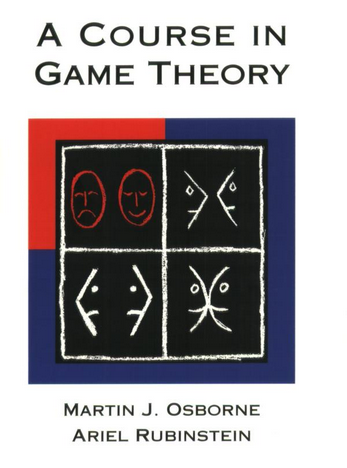 A COURSE IN
GAME THEORY
MARTIN J. OSBORNE
ARIEL RUBINSTEIN